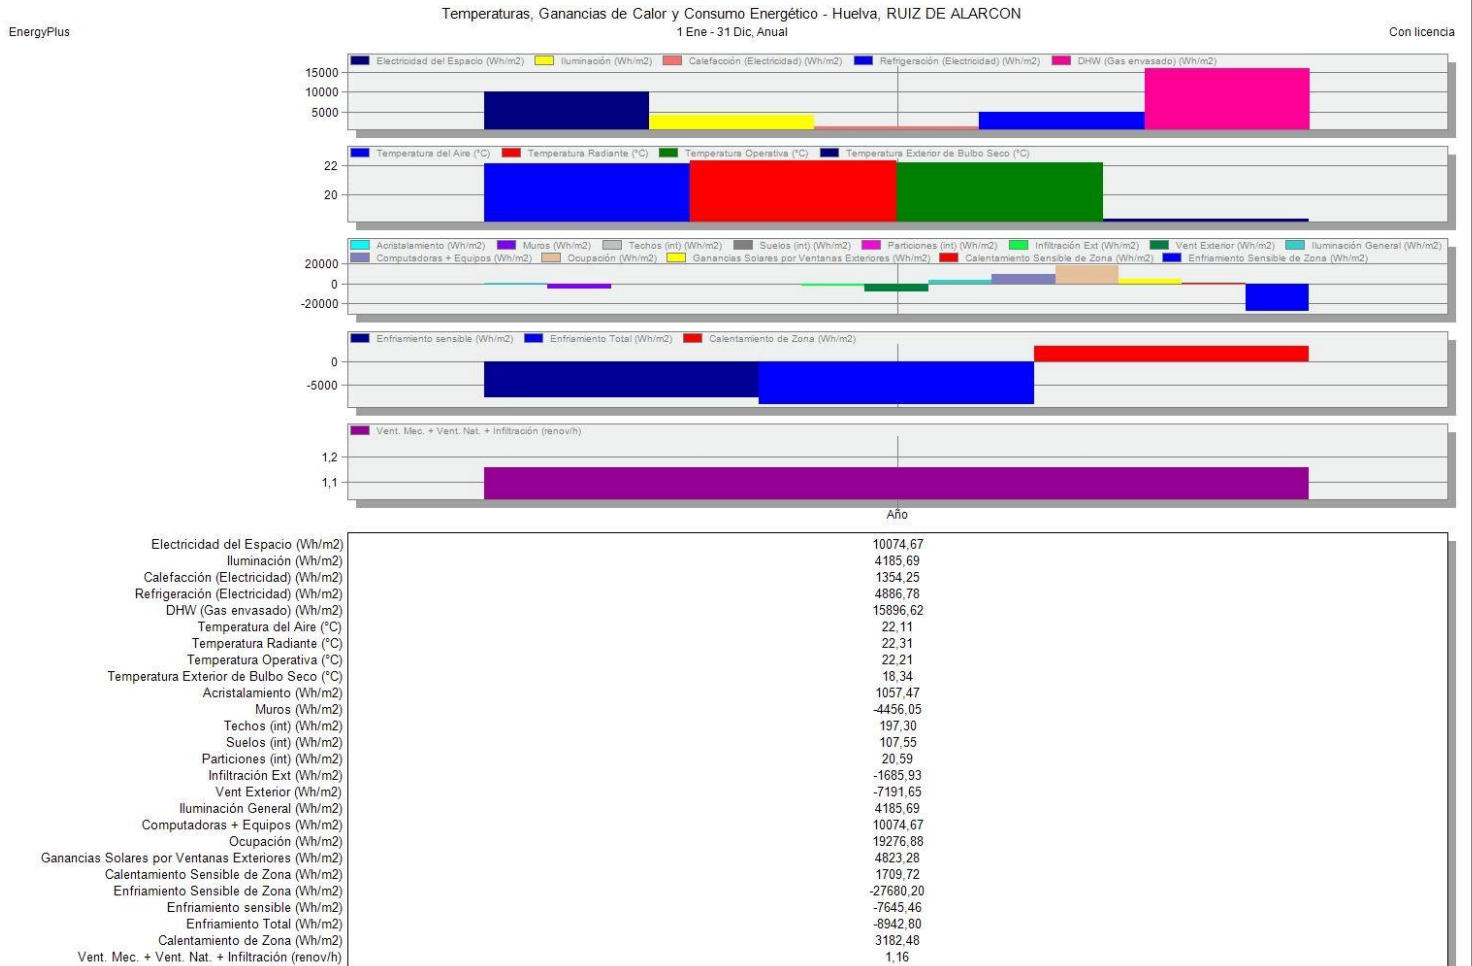 Temperaturas, Ganancias de Calor y Consumo Energético - Huelva, RUIZ DE ALARCON
EnergyPlus 1 Ene - 31 Dic, Anual Con licencia
Electricidad del Espacio (Wh/m2) Iluminación (Wh/m2) Calefacción (Electricidad) (Wh/m2) Refrigeración (Electricidad) (Wh/m2) DHW (Gas envasado) (Wh/m2)
15000
10000
5000
Temperatura del Aire (°C) Temperatura Radiante (°C) Temperatura Operativa (°C) Temperatura Exterior de Bulbo Seco (°C)
22
20
Acristalamiento (Wh/m2) Muros (Wh/m2) Techos (int) (Wh/m2) Suelos (int) (Wh/m2) Particiones (int) (Wh/m2) Infiltración Ext (Wh/m2) Vent Exterior (Wh/m2) Iluminación General (Wh/m2)
Computadoras + Equipos (Wh/m2) Ocupación (Wh/m2) Ganancias Solares por Ventanas Exteriores (Wh/m2) Calentamiento Sensible de Zona (Wh/m2) Enfriamiento Sensible de Zona (Wh/m2)
20000
0
-20000
Enfriamiento sensible (Wh/m2) Enfriamiento Total (Wh/m2) Calentamiento de Zona (Wh/m2)
0
-5000
Vent. Mec. + Vent. Nat. + Infiltración (renov/h)
1,2
1,1
Año
Electricidad del Espacio (Wh/m2) 10074,67
Iluminación (Wh/m2) 4185,69
Calefacción (Electricidad) (Wh/m2) 1354,25
Refrigeración (Electricidad) (Wh/m2) 4886,78
DHW (Gas envasado) (Wh/m2) 15896,62
Temperatura del Aire (°C) 22,11
Temperatura Radiante (°C) 22,31
Temperatura Operativa (°C) 22,21
Temperatura Exterior de Bulbo Seco (°C) 18,34
Acristalamiento (Wh/m2) 1057,47
Muros (Wh/m2) -4456,05
Techos (int) (Wh/m2) 197,30
Suelos (int) (Wh/m2) 107,55
Particiones (int) (Wh/m2) 20,59
Infiltración Ext (Wh/m2) -1685,93
Vent Exterior (Wh/m2) -7191,65
Iluminación General (Wh/m2) 4185,69
Computadoras + Equipos (Wh/m2) 10074,67
Ocupación (Wh/m2) 19276,88
Ganancias Solares por Ventanas Exteriores (Wh/m2) 4823,28
Calentamiento Sensible de Zona (Wh/m2) 1709,72
Enfriamiento Sensible de Zona (Wh/m2) -27680,20
Enfriamiento sensible (Wh/m2) -7645,46
Enfriamiento Total (Wh/m2) -8942,80
Calentamiento de Zona (Wh/m2) 3182,48
Vent. Mec. + Vent. Nat. + Infiltración (renov/h) 1,16